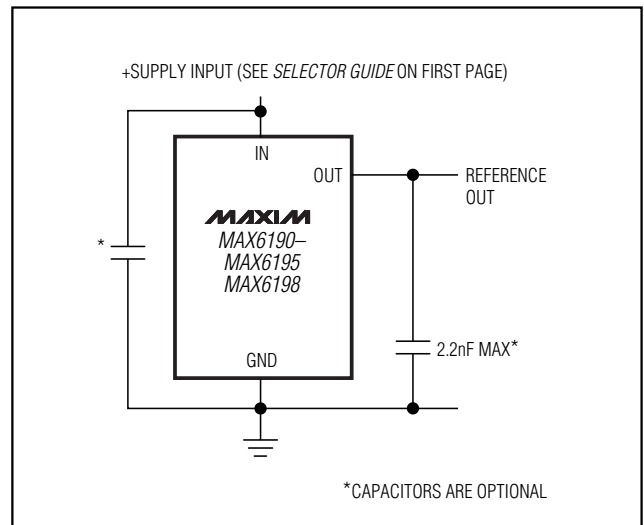 +SUPPLY INPUT (SEE SELECTOR GUIDE ON FIRST PAGE)
IN
OUT
REFERENCE
OUT
MAXIM
MAX6190–
MAX6195
MAX6198
*
2.2nF MAX*
GND
*CAPACITORS ARE OPTIONAL